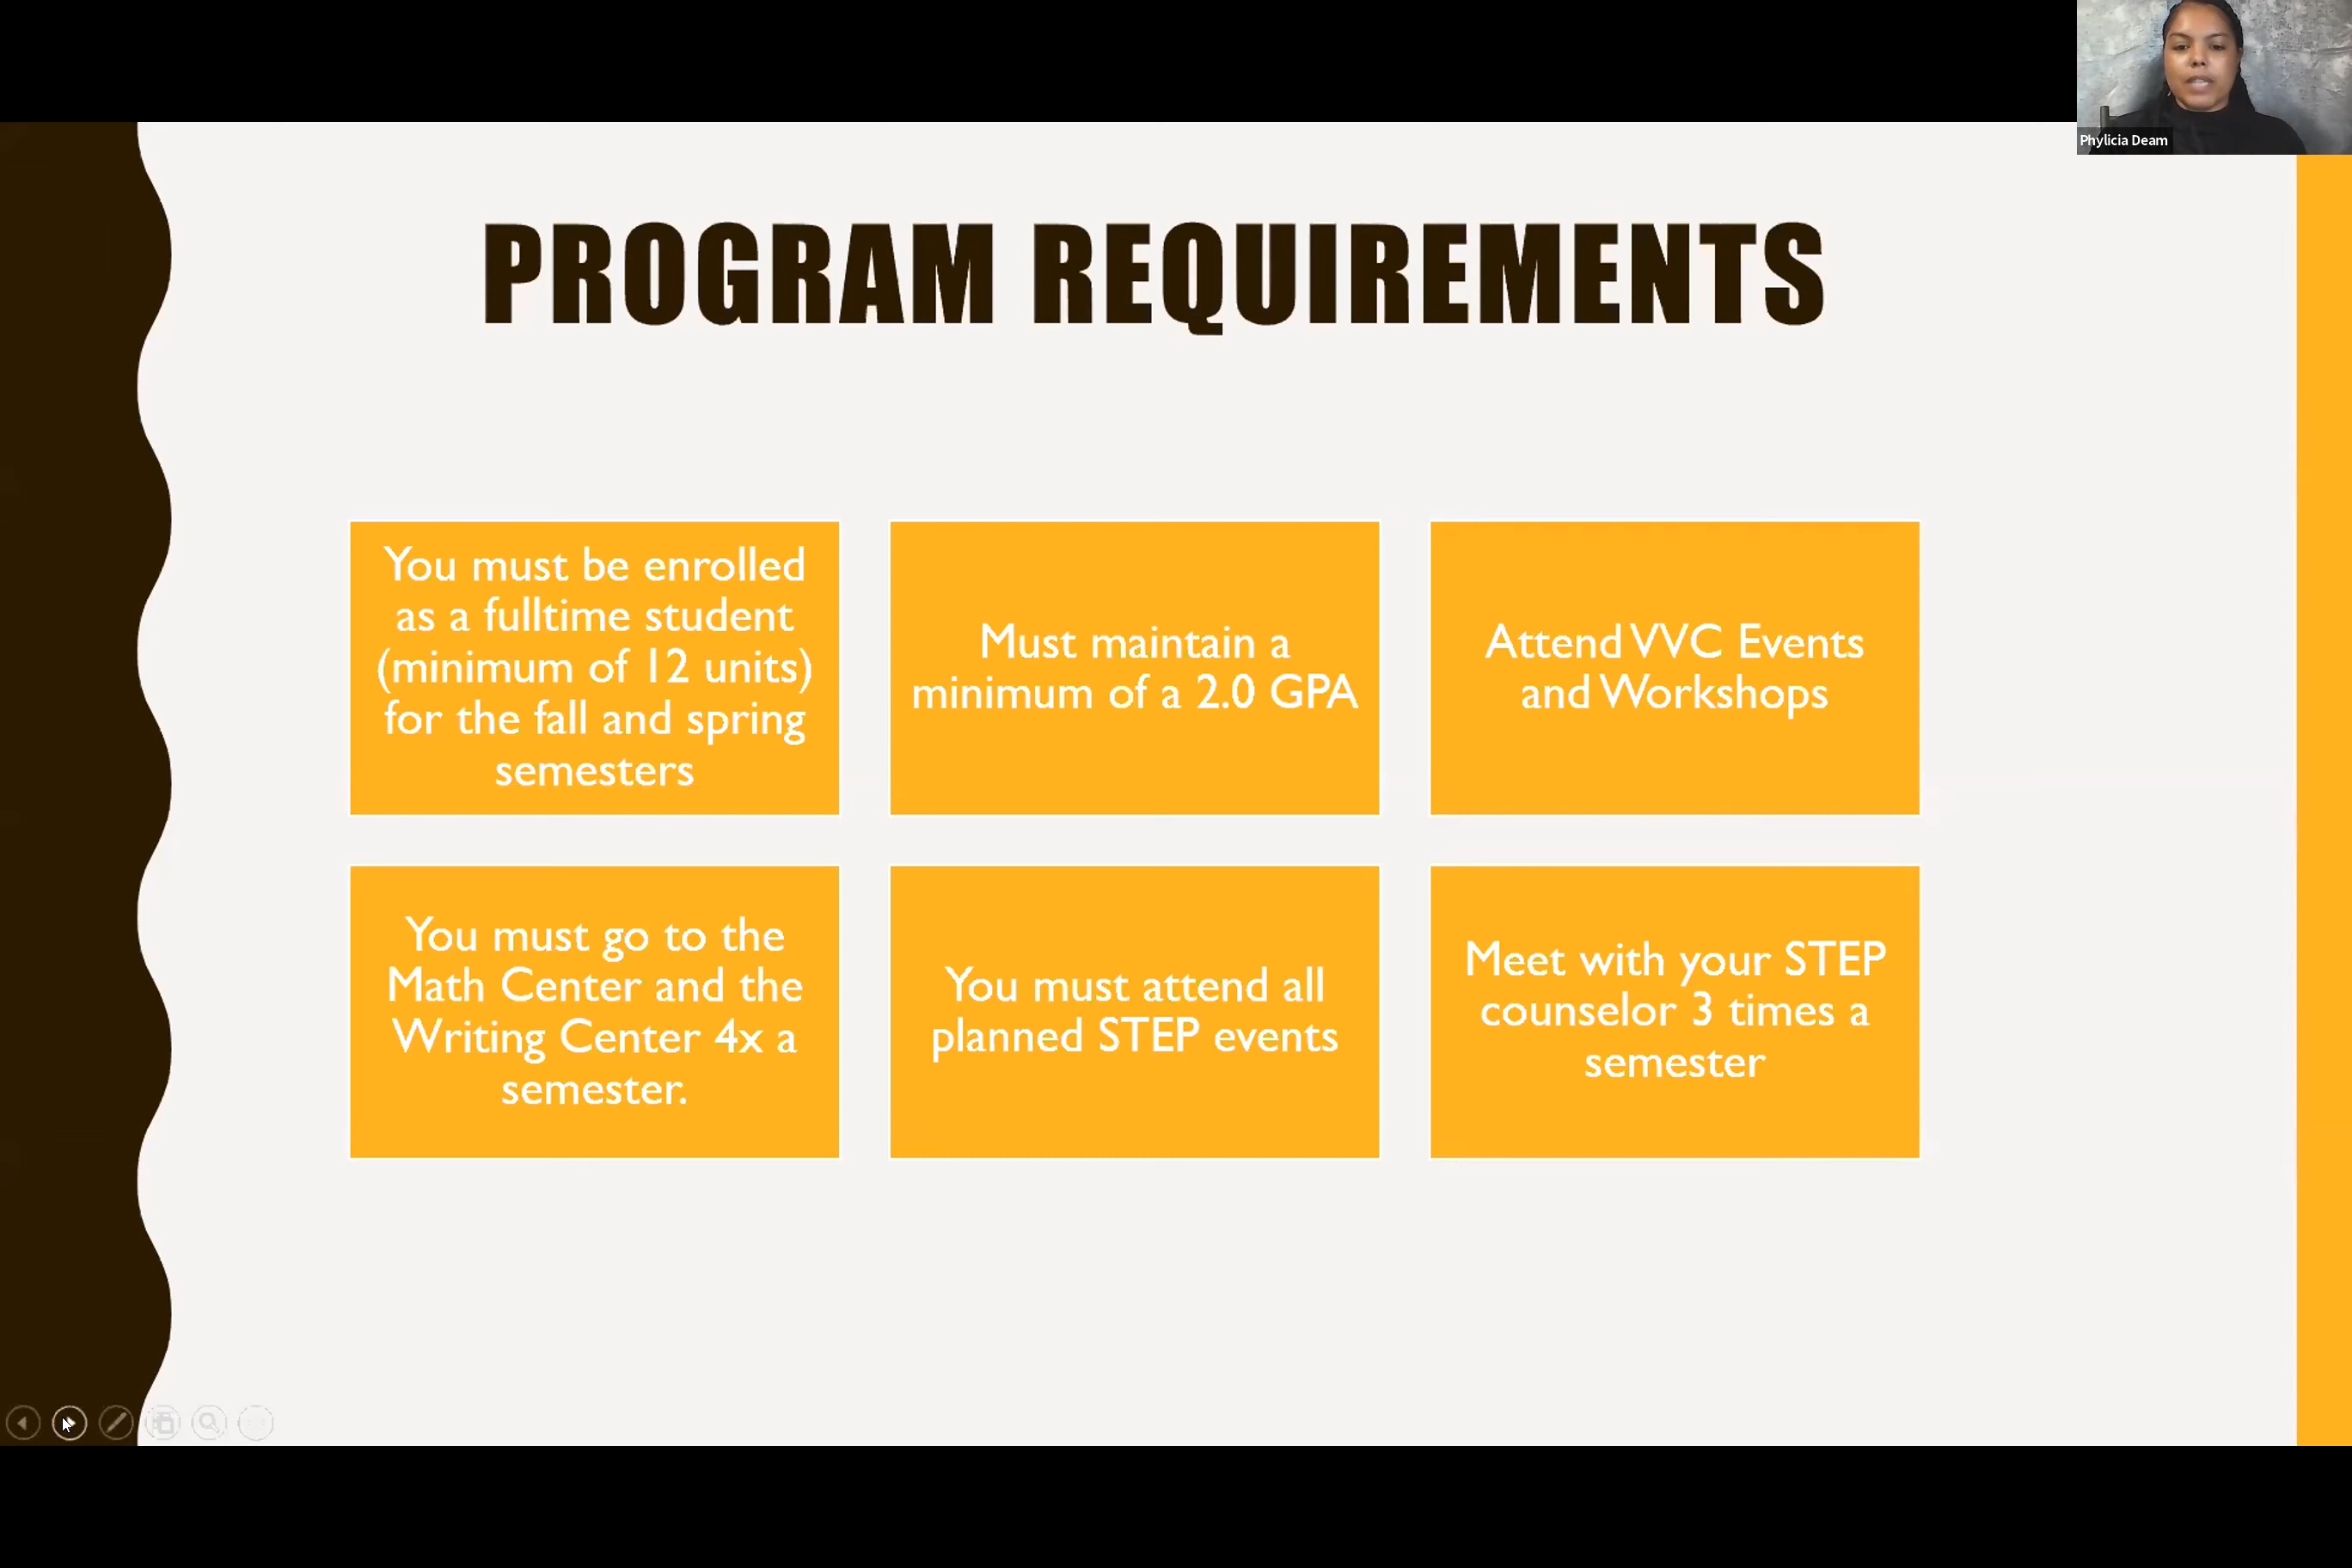 Phylicia Deam
PROGRAM REQUIREMENTS
You must be enrolled
as a fulltime student
(minimum of 12 units)
for the fall and spring
semesters
Must maintain a
minimum of a 2.0 GPA
Attend VVC Events
and Workshops
You must go to the
Math Center and the
Writing Center 4x a
semester.
You must attend all
planned STEP events
Meet with your STEP
counselor 3 times a
semester